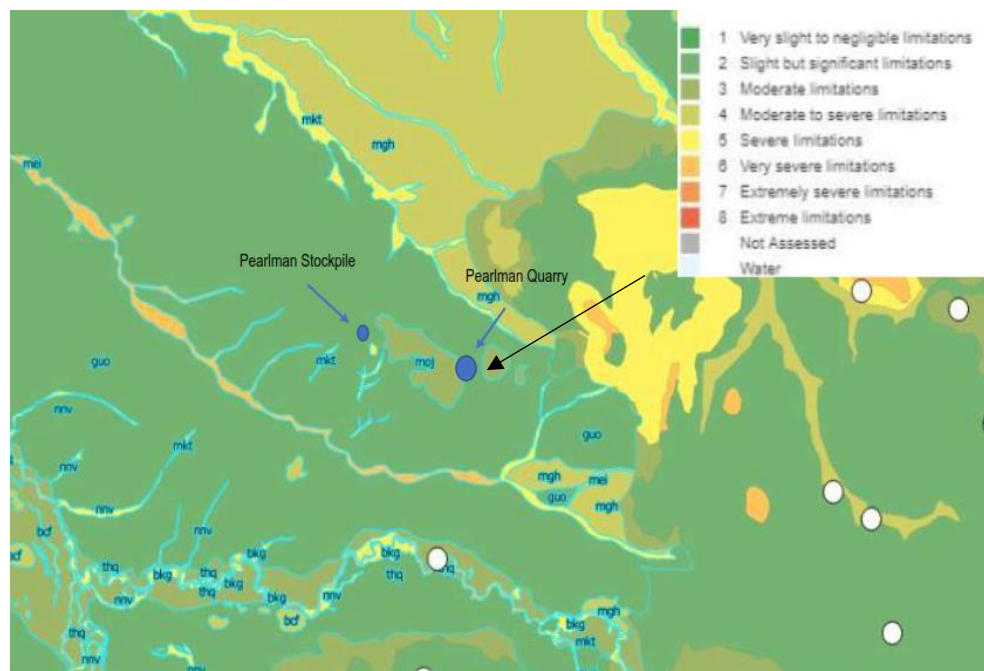 1 Very slight to negligible limitations
2 Slight but significant limitations
3 Moderate limitations
4 Moderate to severe limitations
5 Severe limitations
6 Very severe limitations
7 Extremely severe limitations
8 Extreme limitations
Not Assessed
Water
mkt
mgh
mei
Pearlman Stockpile
Pearlman Quarry
mgh
guo
mkt
moj
nnv
mkt
guo
nnv
mgh
mei
guo
mgh
nnv
bcf
nnv
bkg
bkg
thq
bkg
thq
thq
bkg
thq
nnv
bkg
nnv
bcf
mgh
bkg
mkt
thq
nnv
nnv